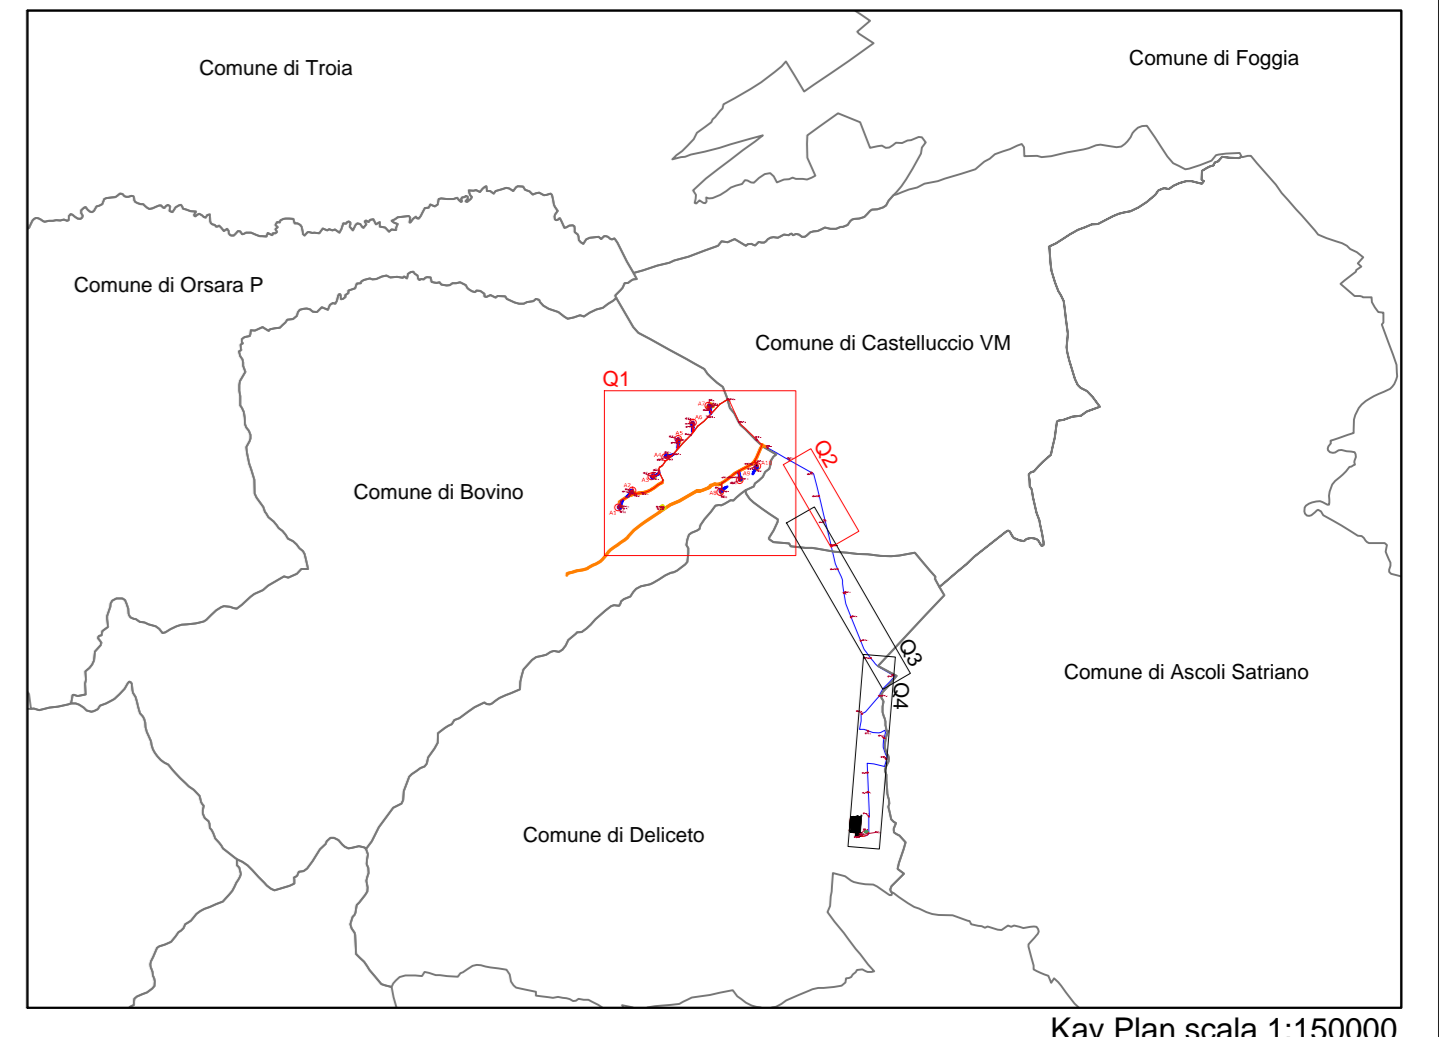 Comune di Troia
Comune di Foggia
Comune di Orsara P
Comune di Castelluccio VM
Q1
Q2
Comune di Bovino
Q3
Comune di Ascoli Satriano
Q4
Comune di Deliceto
Kay Plan scala 1:150000